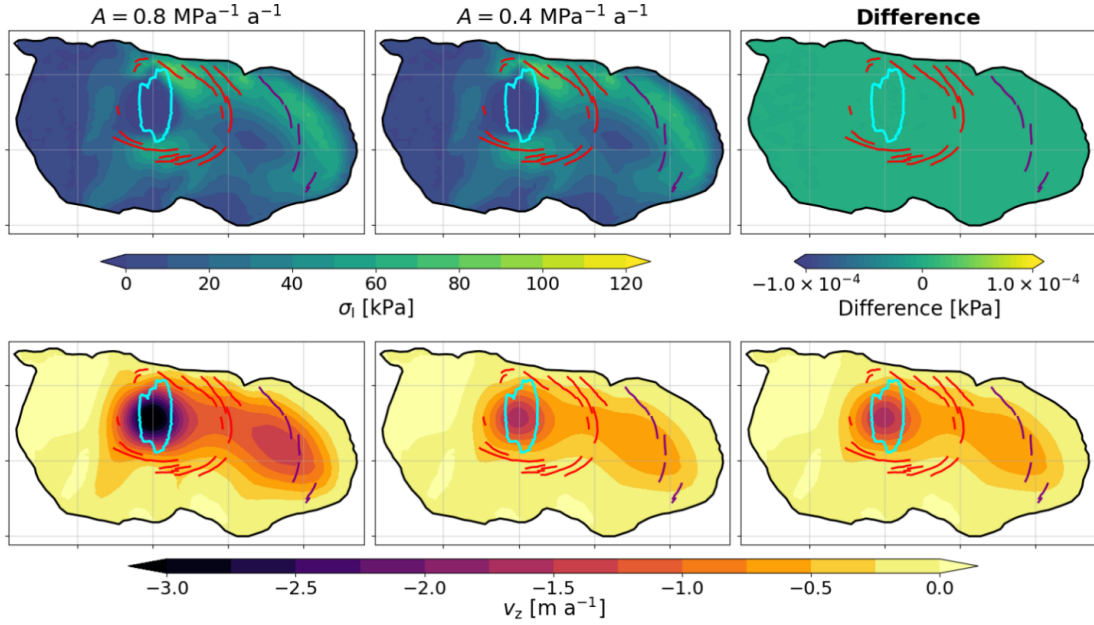 A = 0.8 MPa⁻¹ a⁻¹
A = 0.4 MPa⁻¹ a⁻¹
Difference
0 20 40 60 80 100 120
σ_I [kPa]
−1.0 × 10⁻⁴ 0 1.0 × 10⁻⁴
Difference [kPa]
−3.0 −2.5 −2.0 −1.5 −1.0 −0.5 0.0
v_z [m a⁻¹]